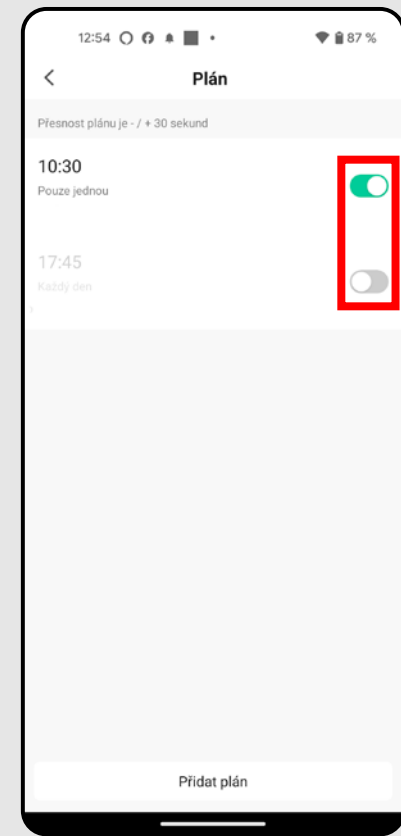 12:54
87 %
Plán
Přesnost plánu je - / + 30 sekund
10:30
Pouze jednou
17:45
Každý den
Přidat plán